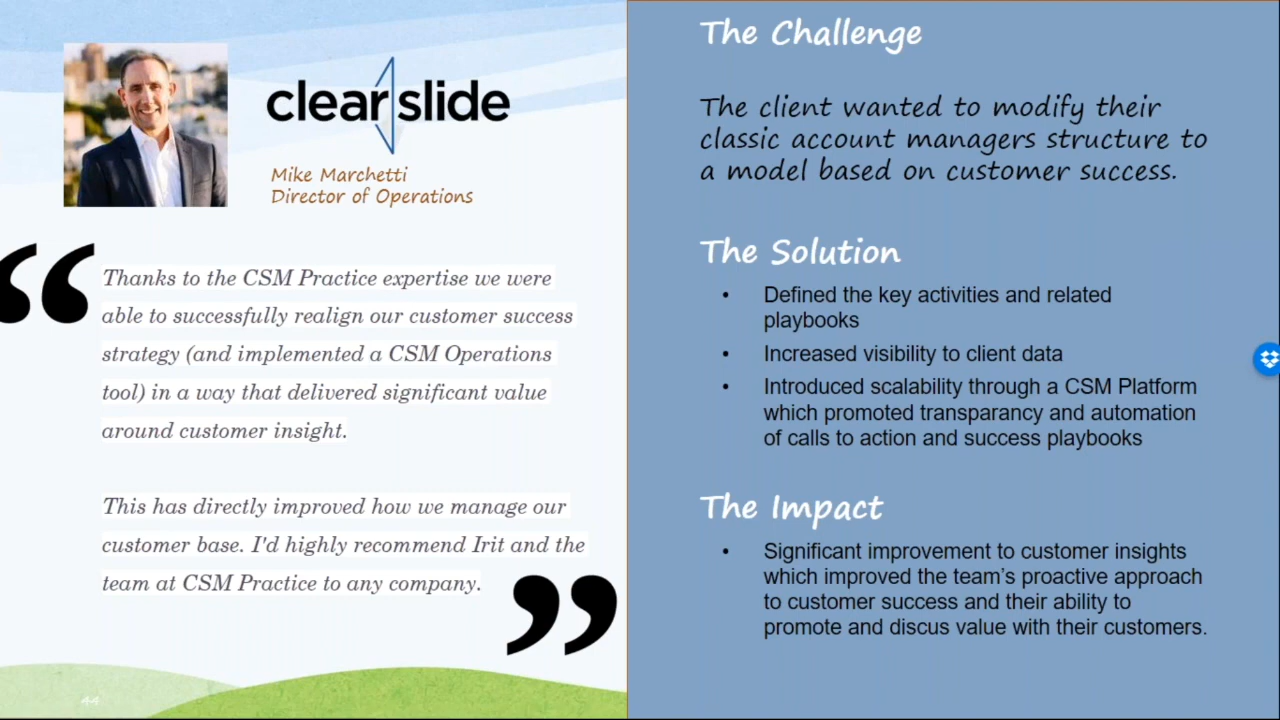 clearslide
Mike Marchetti
Director of Operations
“
Thanks to the CSM Practice expertise we were
able to successfully realign our customer success
strategy (and implemented a CSM Operations
tool) in a way that delivered significant value
around customer insight.
This has directly improved how we manage our
customer base. I'd highly recommend Irit and the
team at CSM Practice to any company.
”
44
The Challenge
The client wanted to modify their
classic account managers structure to
a model based on customer success.
The Solution
• Defined the key activities and related
playbooks
• Increased visibility to client data
• Introduced scalability through a CSM Platform
which promoted transparancy and automation
of calls to action and success playbooks
The Impact
• Significant improvement to customer insights
which improved the team’s proactive approach
to customer success and their ability to
promote and discus value with their customers.